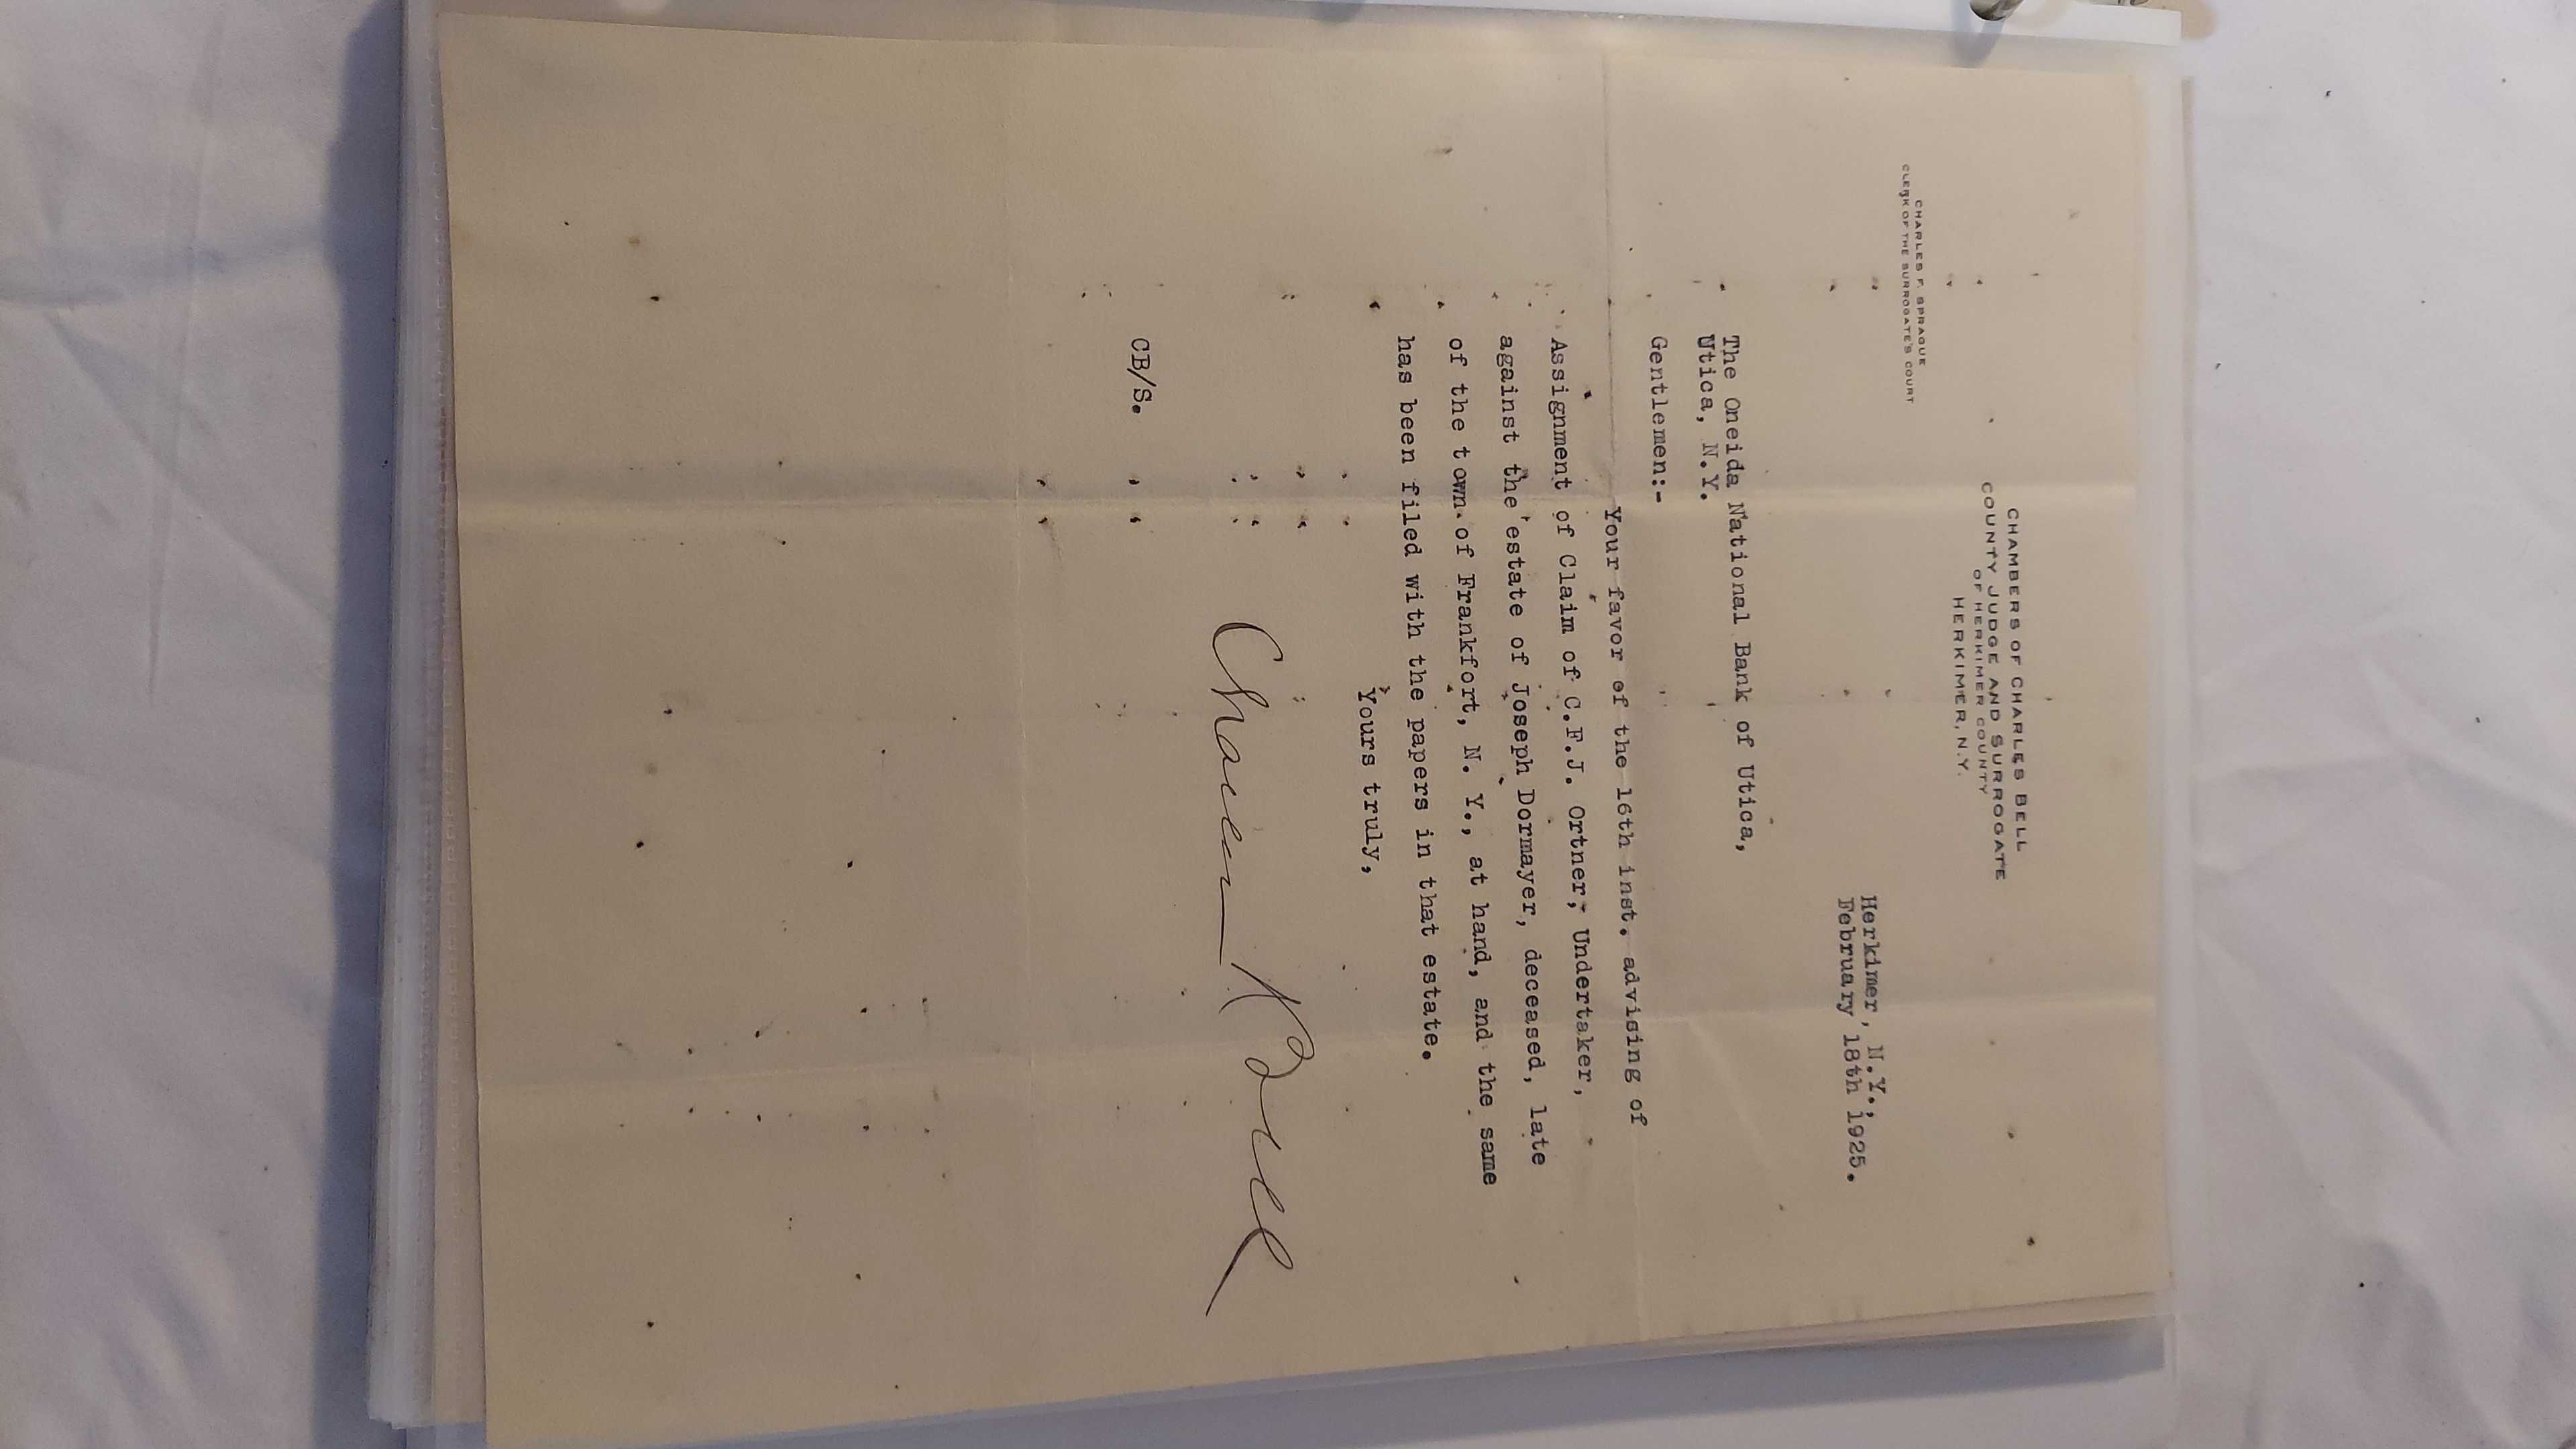 CHAMBERS OF CHARLES BELL
COUNTY JUDGE AND SURROGATE
OF HERKIMER COUNTY
HERKIMER, N.Y.
CHARLES F. SPRAGUE
CLERK OF THE SURROGATE'S COURT
Herkimer, N.Y.,
February 18th 1925.
The Oneida National Bank of Utica,
Utica, N.Y.
Gentlemen:-
Your favor of the 16th inst. advising of
Assignment of Claim of C.F.J. Ortner, Undertaker,
against the estate of Joseph Dormayer, deceased, late
of the town of Frankfort, N. Y., at hand, and the same
has been filed with the papers in that estate.
Yours truly,
Charles Bell
CB/S.